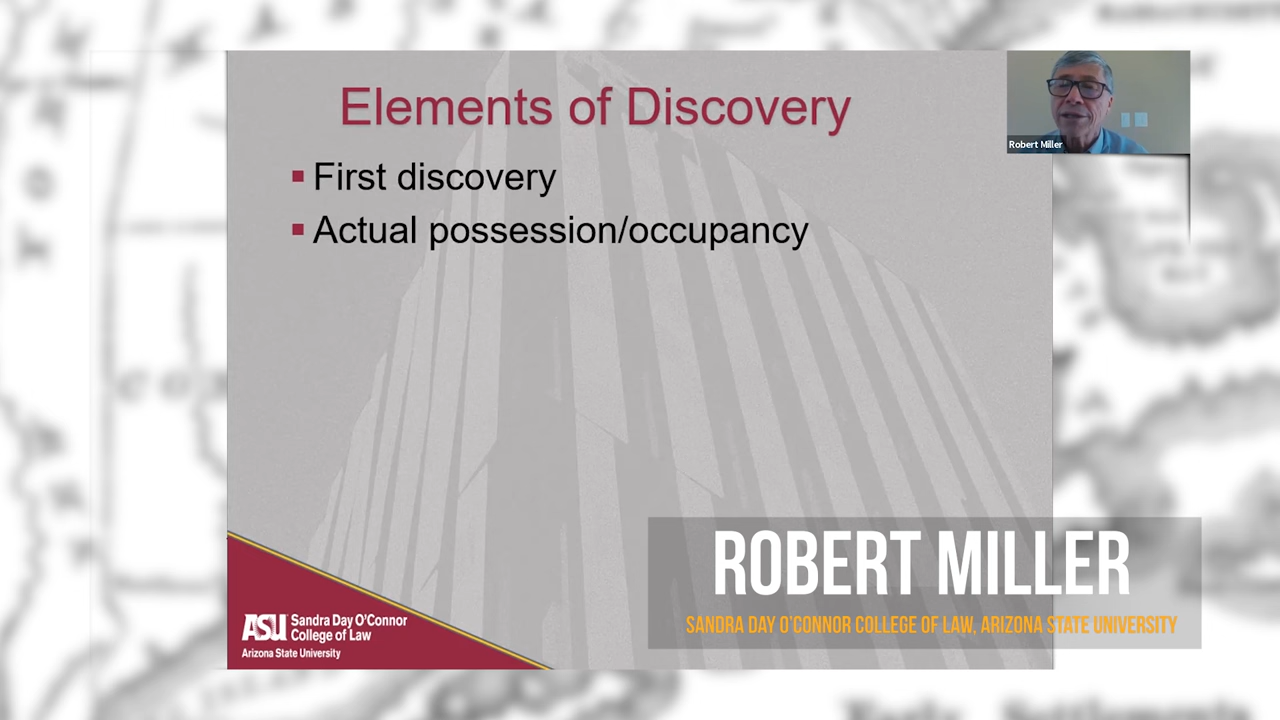 Elements of Discovery
First discovery
Actual possession/occupancy
Robert Miller
ROBERT MILLER
SANDRA DAY O'CONNOR COLLEGE OF LAW, ARIZONA STATE UNIVERSITY
ASU Sandra Day O'Connor
College of Law
Arizona State University